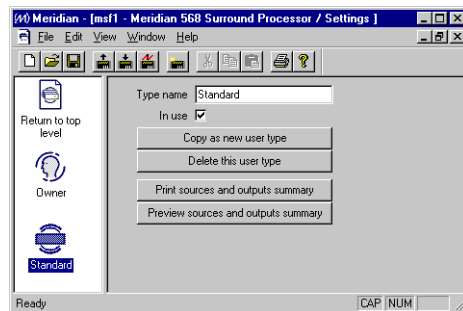 Meridian - [msf1 - Meridian 568 Surround Processor / Settings ]
File Edit View Window Help
Return to top level
Type name Standard
In use
Copy as new user type
Delete this user type
Owner
Print sources and outputs summary
Preview sources and outputs summary
Standard
Ready CAP NUM